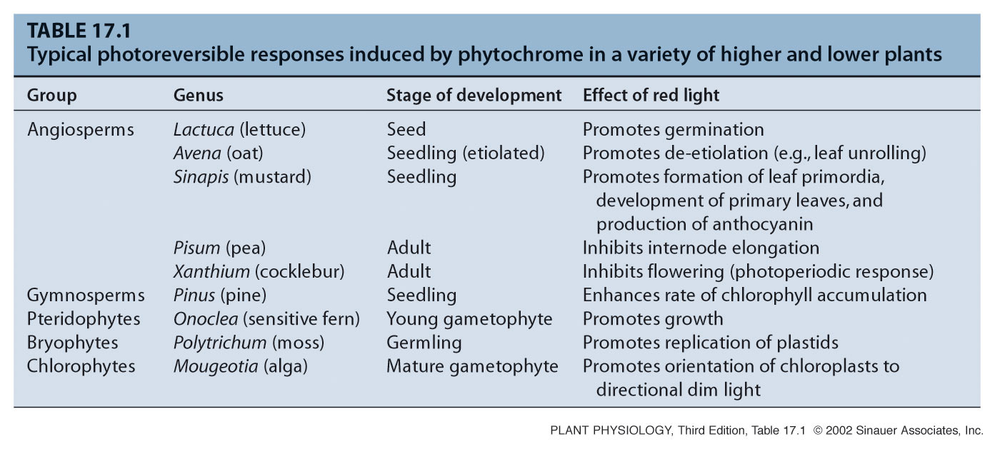 TABLE 17.1
Typical photoreversible responses induced by phytochrome in a variety of higher and lower plants
Group Genus Stage of development Effect of red light
Angiosperms Lactuca (lettuce) Seed Promotes germination
Avena (oat) Seedling (etiolated) Promotes de-etiolation (e.g., leaf unrolling)
Sinapis (mustard) Seedling Promotes formation of leaf primordia,
development of primary leaves, and
production of anthocyanin
Pisum (pea) Adult Inhibits internode elongation
Xanthium (cocklebur) Adult Inhibits flowering (photoperiodic response)
Gymnosperms Pinus (pine) Seedling Enhances rate of chlorophyll accumulation
Pteridophytes Onoclea (sensitive fern) Young gametophyte Promotes growth
Bryophytes Polytrichum (moss) Germling Promotes replication of plastids
Chlorophytes Mougeotia (alga) Mature gametophyte Promotes orientation of chloroplasts to
directional dim light
PLANT PHYSIOLOGY, Third Edition, Table 17.1 © 2002 Sinauer Associates, Inc.